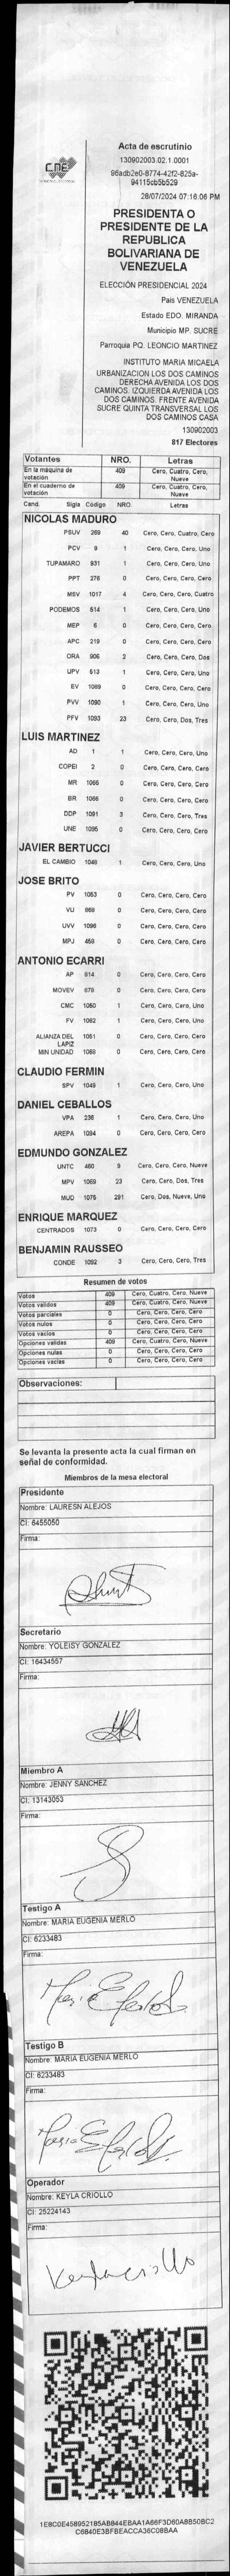 CNE
Acta de escrutinio
130902003.02.1.0001
96adb2e0-8774-42f2-825a-
94115cb5b529
28/07/2024 07:16:06 PM
PRESIDENTA O
PRESIDENTE DE LA
REPUBLICA
BOLIVARIANA DE
VENEZUELA
ELECCIÓN PRESIDENCIAL 2024
Pais VENEZUELA
Estado EDO. MIRANDA
Municipio MP. SUCRE
Parroquia PQ. LEONCIO MARTINEZ
INSTITUTO MARIA MICAELA
URBANIZACION LOS DOS CAMINOS
DERECHA AVENIDA LOS DOS
CAMINOS. IZQUIERDA AVENIDA LOS
DOS CAMINOS. FRENTE AVENIDA
SUCRE QUINTA TRANSVERSAL LOS
DOS CAMINOS CASA
130902003
817 Electores
Votantes NRO. Letras
En la máquina de votación 409 Cero, Cuatro, Cero, Nueve
En el cuaderno de votación 409 Cero, Cuatro, Cero, Nueve
Cand. Sigla Código NRO. Letras
NICOLAS MADURO
PSUV 269 40 Cero, Cero, Cuatro, Cero
PCV 9 1 Cero, Cero, Cero, Uno
TUPAMARO 931 1 Cero, Cero, Cero, Uno
PPT 276 0 Cero, Cero, Cero, Cero
MSV 1017 4 Cero, Cero, Cero, Cuatro
PODEMOS 514 1 Cero, Cero, Cero, Uno
MEP 6 0 Cero, Cero, Cero, Cero
APC 219 0 Cero, Cero, Cero, Cero
ORA 906 2 Cero, Cero, Cero, Dos
UPV 513 1 Cero, Cero, Cero, Uno
EV 1089 0 Cero, Cero, Cero, Cero
PVV 1090 1 Cero, Cero, Cero, Uno
PFV 1093 23 Cero, Cero, Dos, Tres
LUIS MARTINEZ
AD 1 1 Cero, Cero, Cero, Uno
COPEI 2 0 Cero, Cero, Cero, Cero
MR 1065 0 Cero, Cero, Cero, Cero
BR 1066 0 Cero, Cero, Cero, Cero
DDP 1091 3 Cero, Cero, Cero, Tres
UNE 1095 0 Cero, Cero, Cero, Cero
JAVIER BERTUCCI
EL CAMBIO 1048 1 Cero, Cero, Cero, Uno
JOSE BRITO
PV 1053 0 Cero, Cero, Cero, Cero
VU 868 0 Cero, Cero, Cero, Cero
UVV 1096 0 Cero, Cero, Cero, Cero
MPJ 459 0 Cero, Cero, Cero, Cero
ANTONIO ECARRI
AP 814 0 Cero, Cero, Cero, Cero
MOVEV 878 0 Cero, Cero, Cero, Cero
CMC 1050 1 Cero, Cero, Cero, Uno
FV 1062 1 Cero, Cero, Cero, Uno
ALIANZA DEL LAPIZ 1051 0 Cero, Cero, Cero, Cero
MIN UNIDAD 1068 0 Cero, Cero, Cero, Cero
CLAUDIO FERMIN
SPV 1049 1 Cero, Cero, Cero, Uno
DANIEL CEBALLOS
VPA 236 1 Cero, Cero, Cero, Uno
AREPA 1094 0 Cero, Cero, Cero, Cero
EDMUNDO GONZALEZ
UNTC 460 9 Cero, Cero, Cero, Nueve
MPV 1069 23 Cero, Cero, Dos, Tres
MUD 1076 291 Cero, Dos, Nueve, Uno
ENRIQUE MARQUEZ
CENTRADOS 1073 0 Cero, Cero, Cero, Cero
BENJAMIN RAUSSEO
CONDE 1092 3 Cero, Cero, Cero, Tres
Resumen de votos
Votos 409 Cero, Cuatro, Cero, Nueve
Votos validos 409 Cero, Cuatro, Cero, Nueve
Votos parciales 0 Cero, Cero, Cero, Cero
Votos nulos 0 Cero, Cero, Cero, Cero
Votos vacios 0 Cero, Cero, Cero, Cero
Opciones validas 409 Cero, Cuatro, Cero, Nueve
Opciones nulas 0 Cero, Cero, Cero, Cero
Opciones vacias 0 Cero, Cero, Cero, Cero
Observaciones:
Se levanta la presente acta la cual firman en
señal de conformidad.
Miembros de la mesa electoral
Presidente
Nombre: LAURESN ALEJOS
CI: 6455050
Firma:
Secretario
Nombre: YOLEISY GONZALEZ
CI: 16434557
Firma:
Miembro A
Nombre: JENNY SANCHEZ
CI: 13143053
Firma:
Testigo A
Nombre: MARIA EUGENIA MERLO
CI: 6233483
Firma:
Testigo B
Nombre: MARIA EUGENIA MERLO
CI: 6233483
Firma:
Operador
Nombre: KEYLA CRIOLLO
CI: 25224143
Firma:
Keyla criollo
1E8C0E458952185AB844EBAA1A66F3D60A8B50BC2
C6840E3BFBEACCA36C08BAA